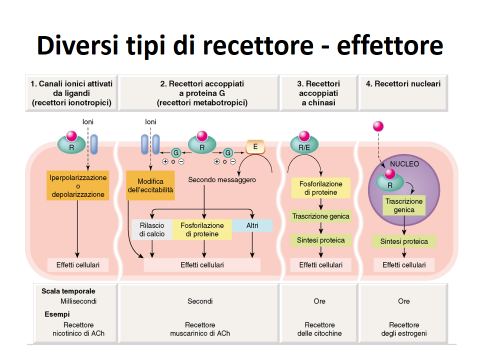 Diversi tipi di recettore - effettore
1. Canali ionici attivati
da ligandi
(recettori ionotropici)
2. Recettori accoppiati
a proteina G
(recettori metabotropici)
3. Recettori
accoppiati
a chinasi
4. Recettori nucleari
Ioni
R
Iperpolarizzazione
o
depolarizzazione
Effetti cellulari
Ioni
G
+ o −
R
G
+ o −
E
Modifica
dell'eccitabilità
Secondo messaggero
Rilascio
di calcio
Fosforilazione
di proteine
Altri
Effetti cellulari
R/E
Fosforilazione
di proteine
Trascrizione genica
Sintesi proteica
Effetti cellulari
NUCLEO
R
Trascrizione
genica
Sintesi proteica
Effetti cellulari
Scala temporale
Millisecondi
Secondi
Ore
Ore
Esempi
Recettore
nicotinico di ACh
Recettore
muscarinico di ACh
Recettore
delle citochine
Recettore
degli estrogeni